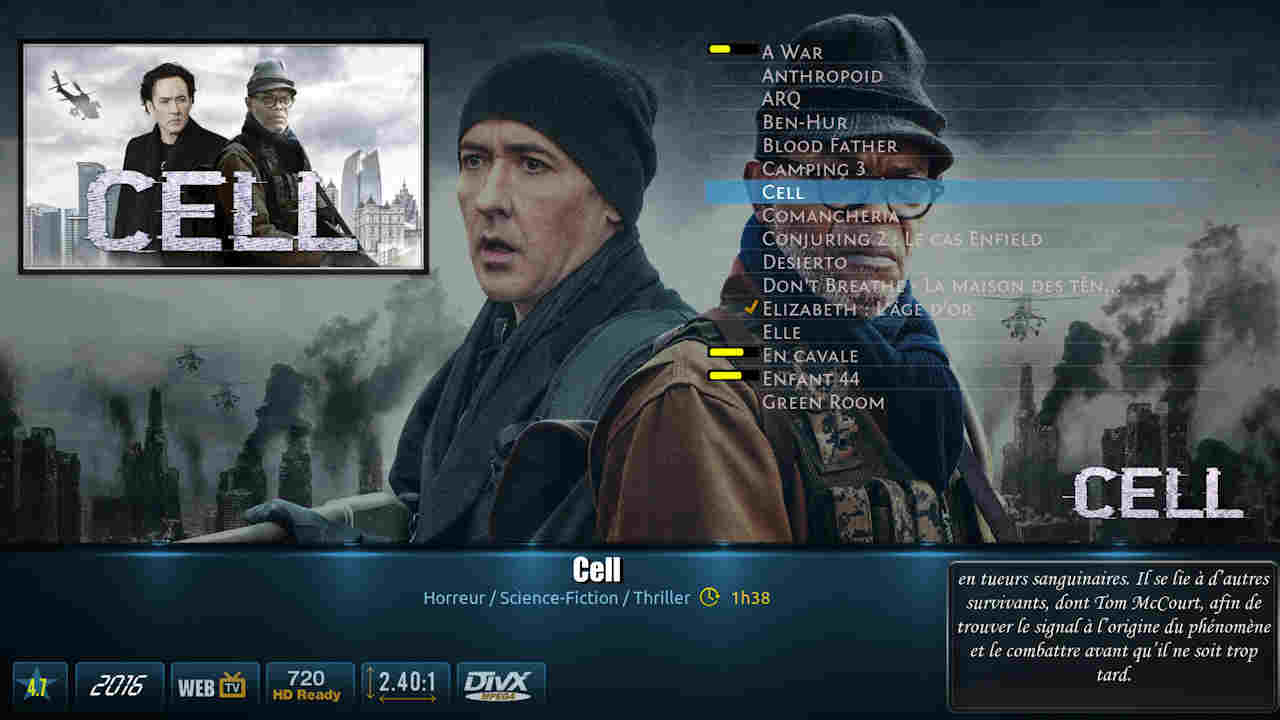 CELL
A War
Anthropoid
ARQ
Ben-Hur
Blood Father
Camping 3
Cell
Comancheria
Conjuring 2 : Le cas Enfield
Desierto
Don't Breathe - La maison des tén...
Elizabeth : L'âge d'or
Elle
En cavale
Enfant 44
Green Room
CELL
Cell
Horreur / Science-Fiction / Thriller 1h38
en tueurs sanguinaires. Il se lie à d'autres
survivants, dont Tom McCourt, afin de
trouver le signal à l'origine du phénomène
et le combattre avant qu'il ne soit trop
tard.
4.7 2016 WEB TV 720 HD Ready 2.40:1 DIVX MPEG4